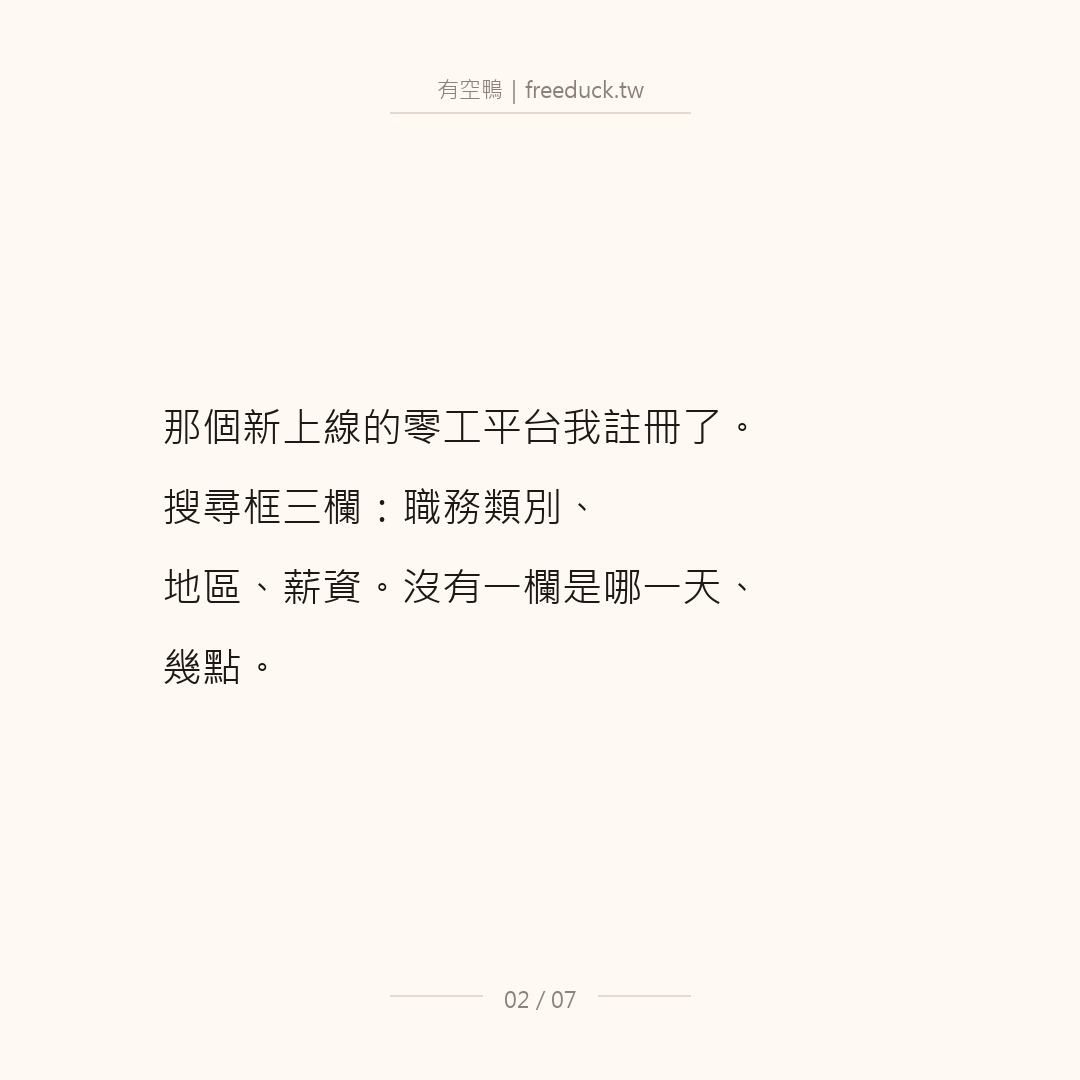 有空鴨｜freeduck.tw
那個新上線的零工平台我註冊了。
搜尋框三欄：職務類別、
地區、薪資。沒有一欄是哪一天、
幾點。
02 / 07